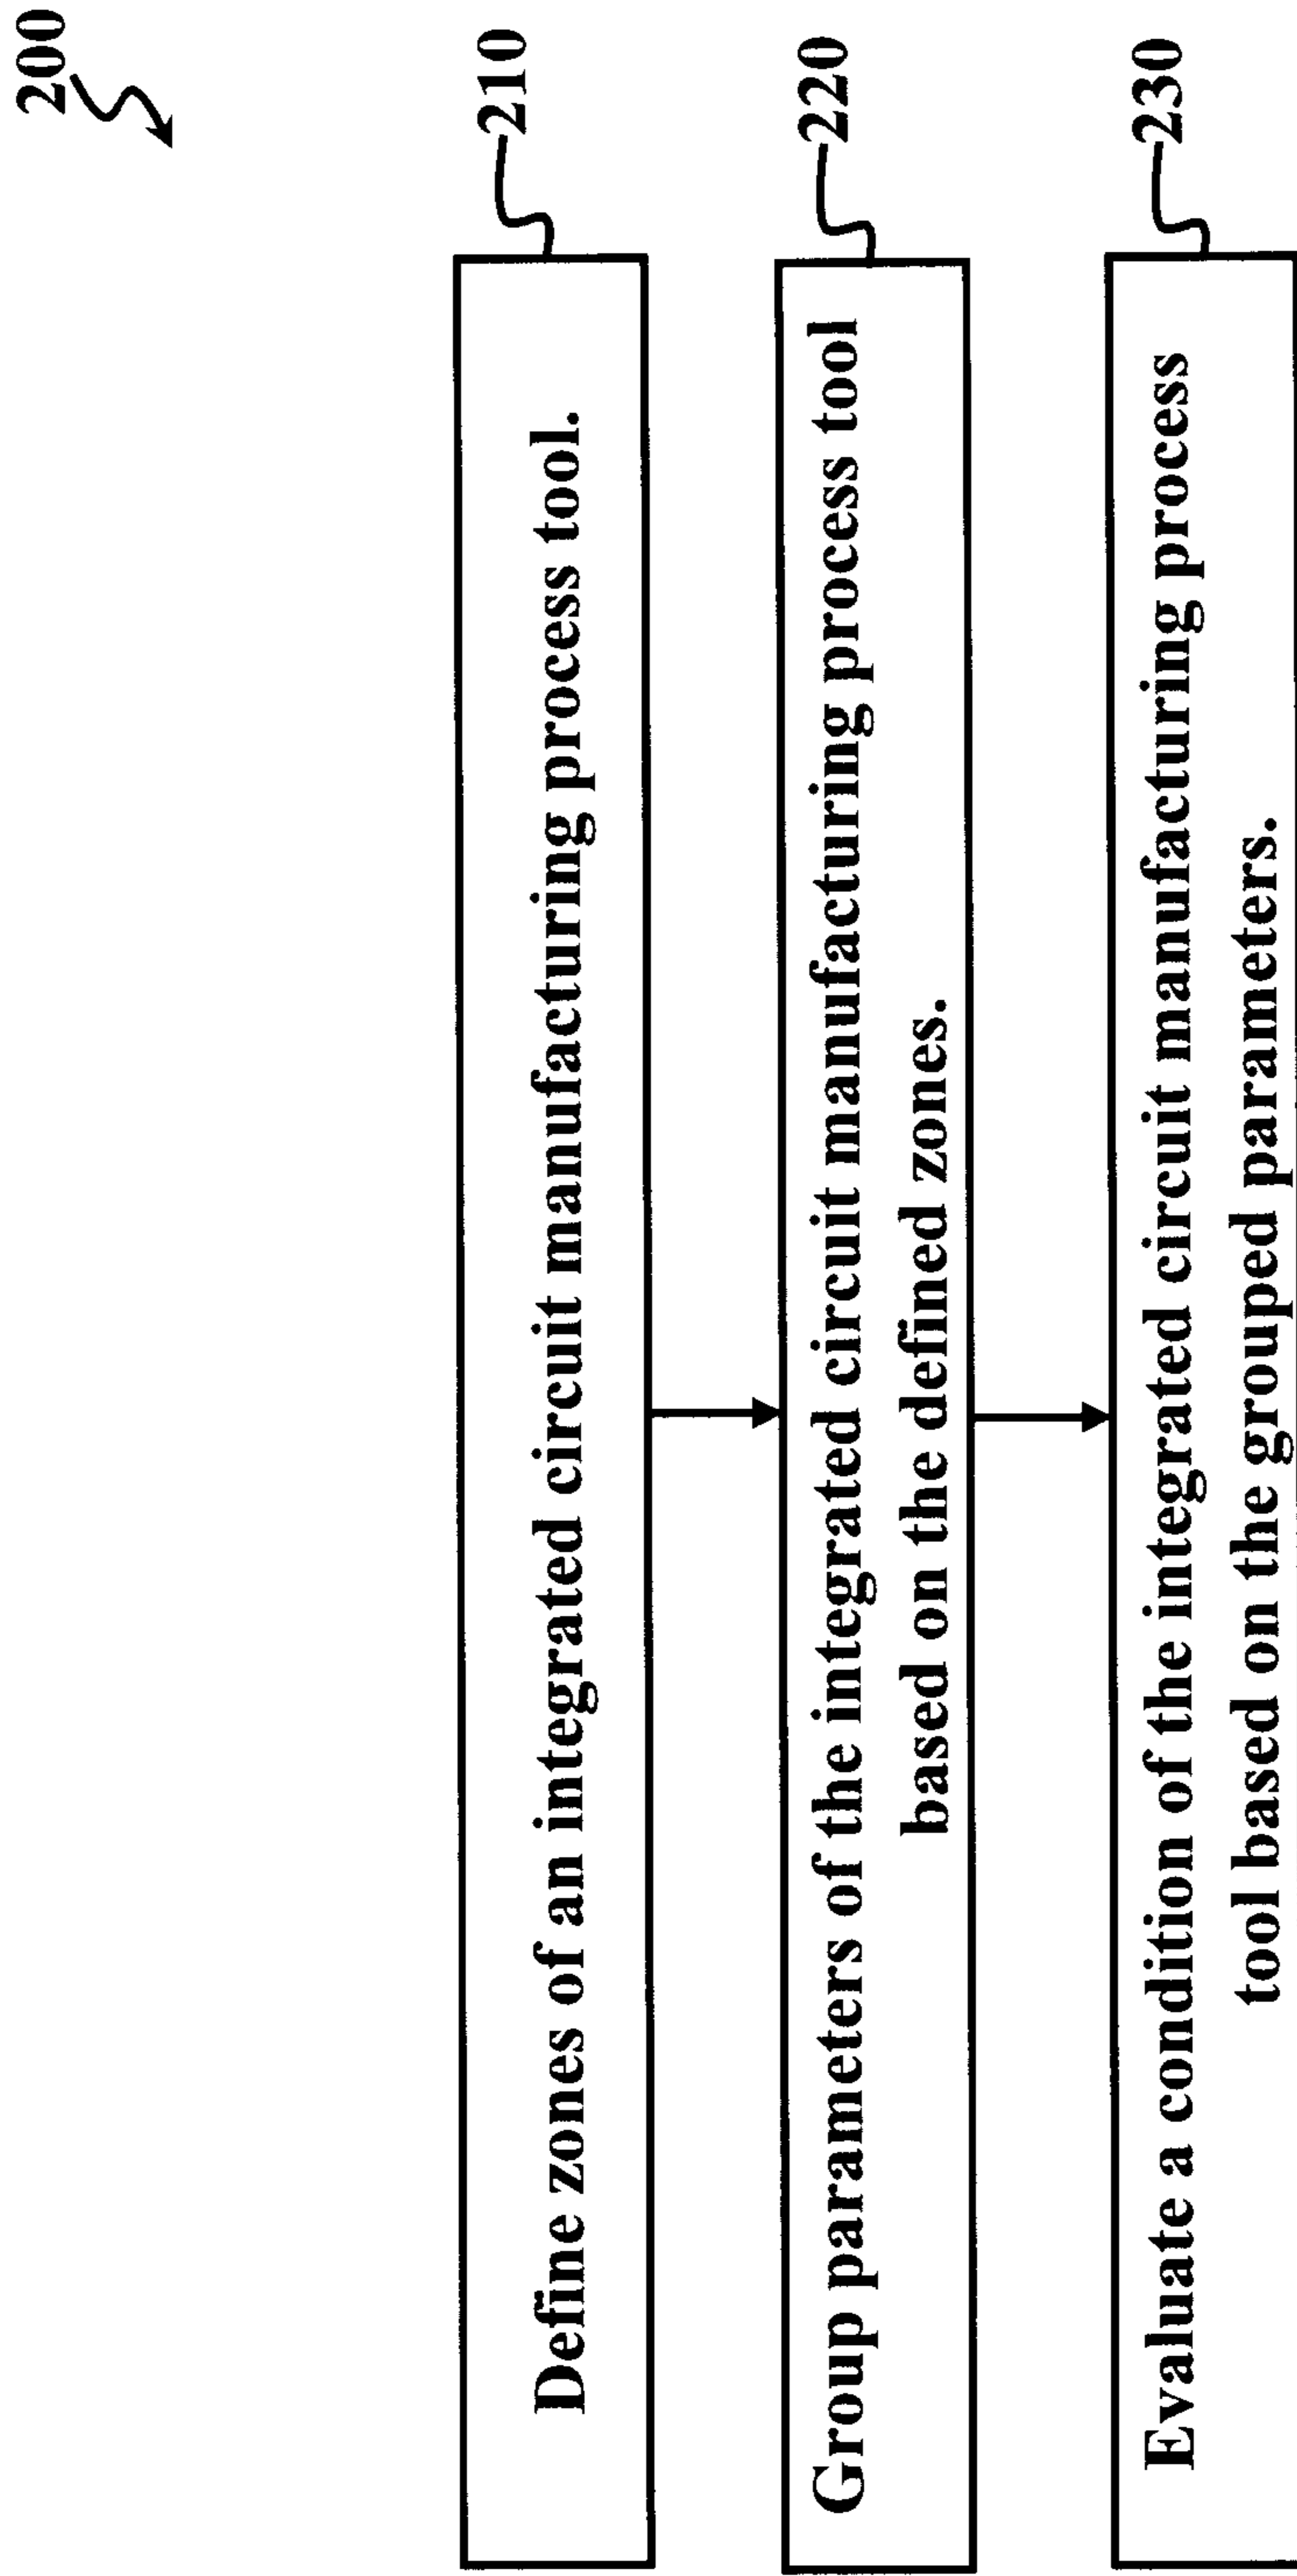 200
Define zones of an integrated circuit manufacturing process tool.
210
Group parameters of the integrated circuit manufacturing process tool
based on the defined zones.
220
Evaluate a condition of the integrated circuit manufacturing process
tool based on the grouped parameters.
230